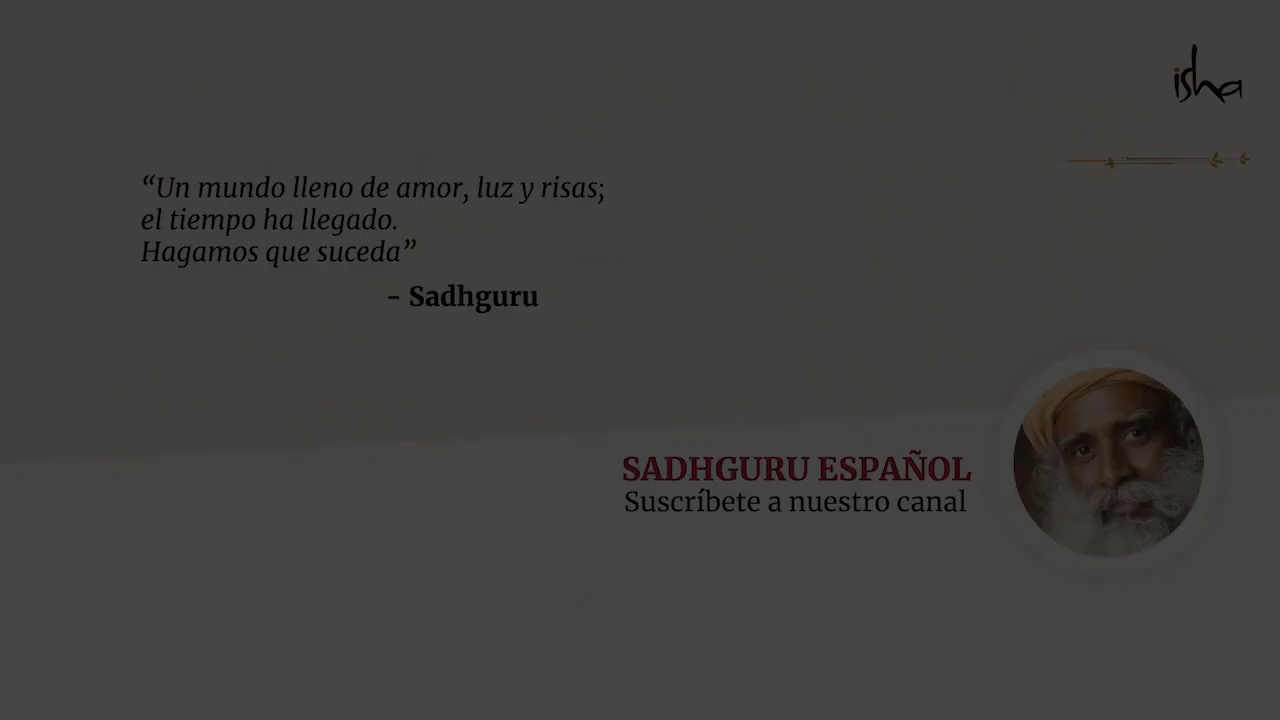 isha
“Un mundo lleno de amor, luz y risas;
el tiempo ha llegado.
Hagamos que suceda”
- Sadhguru
SADHGURU ESPAÑOL
Suscríbete a nuestro canal